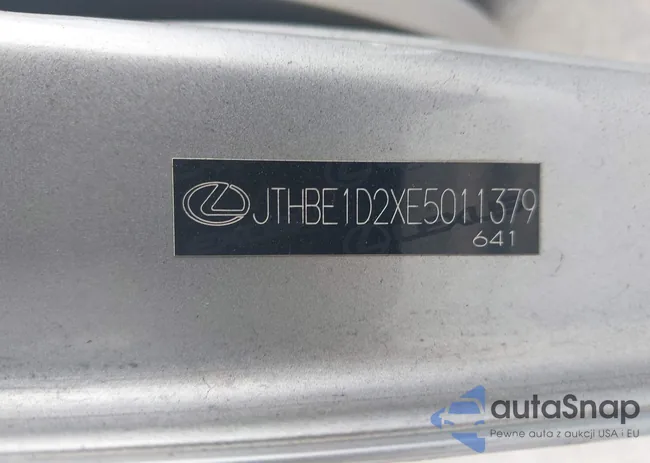 JTHBE1D2XE5011379
641
autaSnap
Pewne auta z aukcji USA i EU